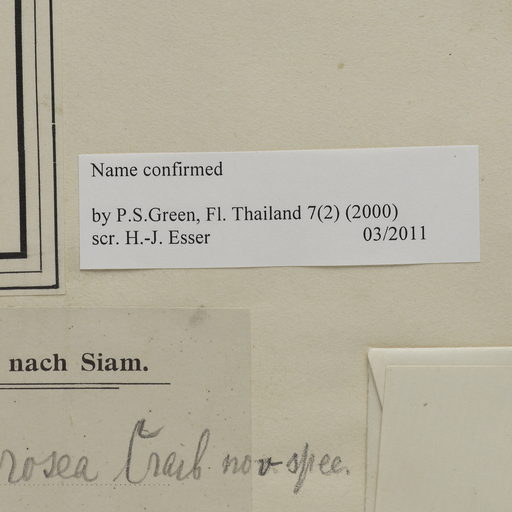 Name confirmed
by P.S.Green, Fl. Thailand 7(2) (2000)
scr. H.-J. Esser 03/2011
nach Siam.
rosea Craib nov. spec.